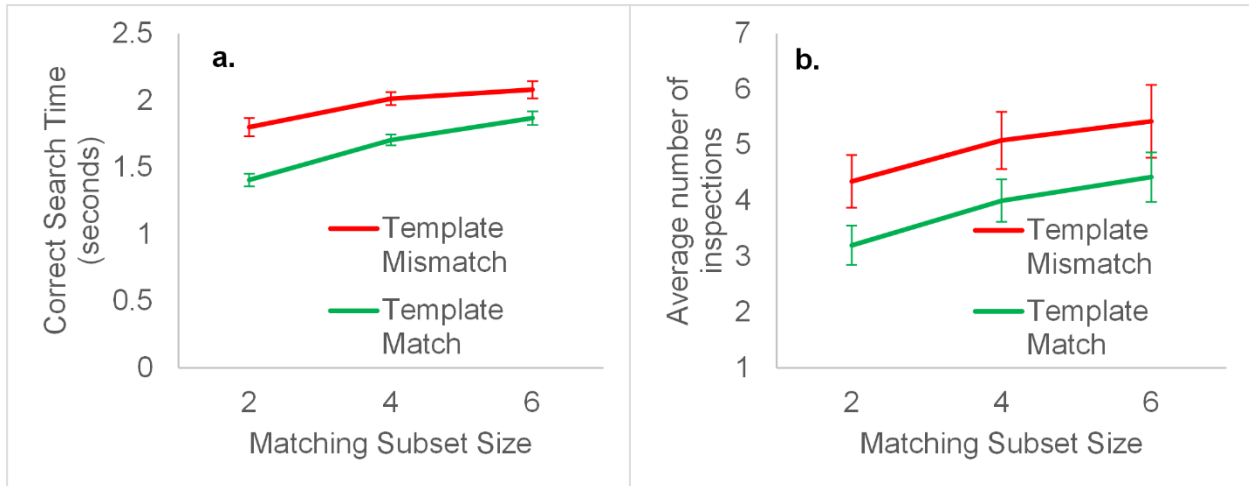 a.
Correct Search Time
(seconds)
2.5
2
1.5
1
0.5
0
Template
Mismatch
Template
Match
2 4 6
Matching Subset Size
b.
Average number of
inspections
7
6
5
4
3
2
1
Template
Mismatch
Template
Match
2 4 6
Matching Subset Size